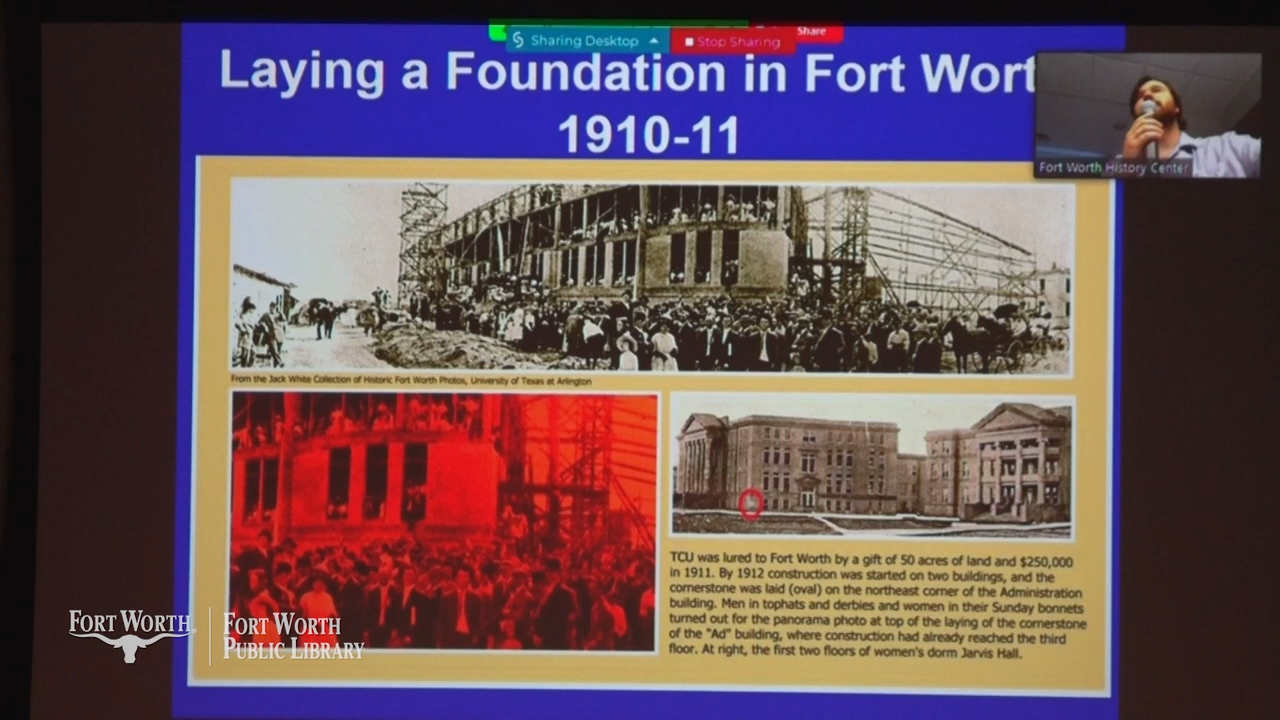 Sharing Desktop
Stop Sharing
Share
Laying a Foundation in Fort Wort
1910-11
Fort Worth History Center
From the Jack White Collection of Historic Fort Worth Photos, University of Texas at Arlington
TCU was lured to Fort Worth by a gift of 50 acres of land and $250,000
in 1911. By 1912 construction was started on two buildings, and the
cornerstone was laid (oval) on the northeast corner of the Administration
building. Men in tophats and derbies and women in their Sunday bonnets
turned out for the panorama photo at top of the laying of the cornerstone
of the "Ad" building, where construction had already reached the third
floor. At right, the first two floors of women's dorm Jarvis Hall.
FORT WORTH®
FORT WORTH
PUBLIC LIBRARY